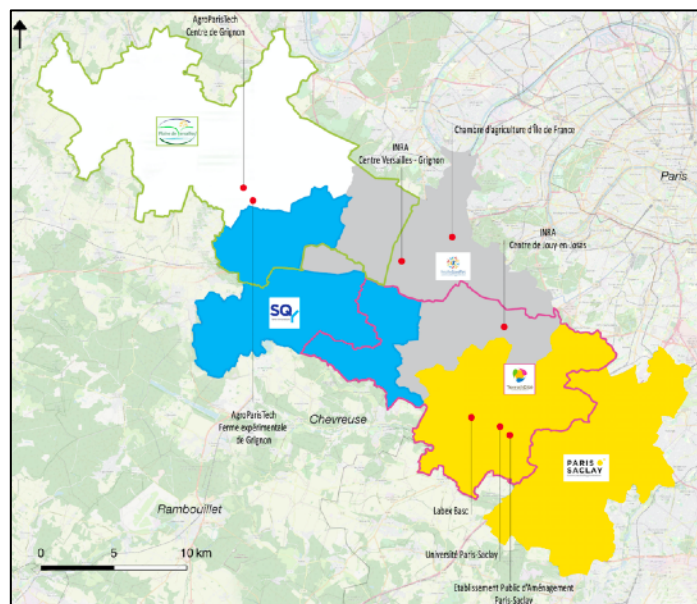 AgroParisTech
Centre de Grignon
INRA
Centre Versailles - Grignon
Chambre d'agriculture d'Île de France
Paris
INRA
Centre de Jouy-en-Josas
SQY
AgroParisTech
Ferme expérimentale
de Grignon
Chevreuse
PARIS
SACLAY
Rambouillet
Labex Basc
Université Paris-Saclay
Etablissement Public d'Aménagement
Paris-Saclay
0 5 10 km